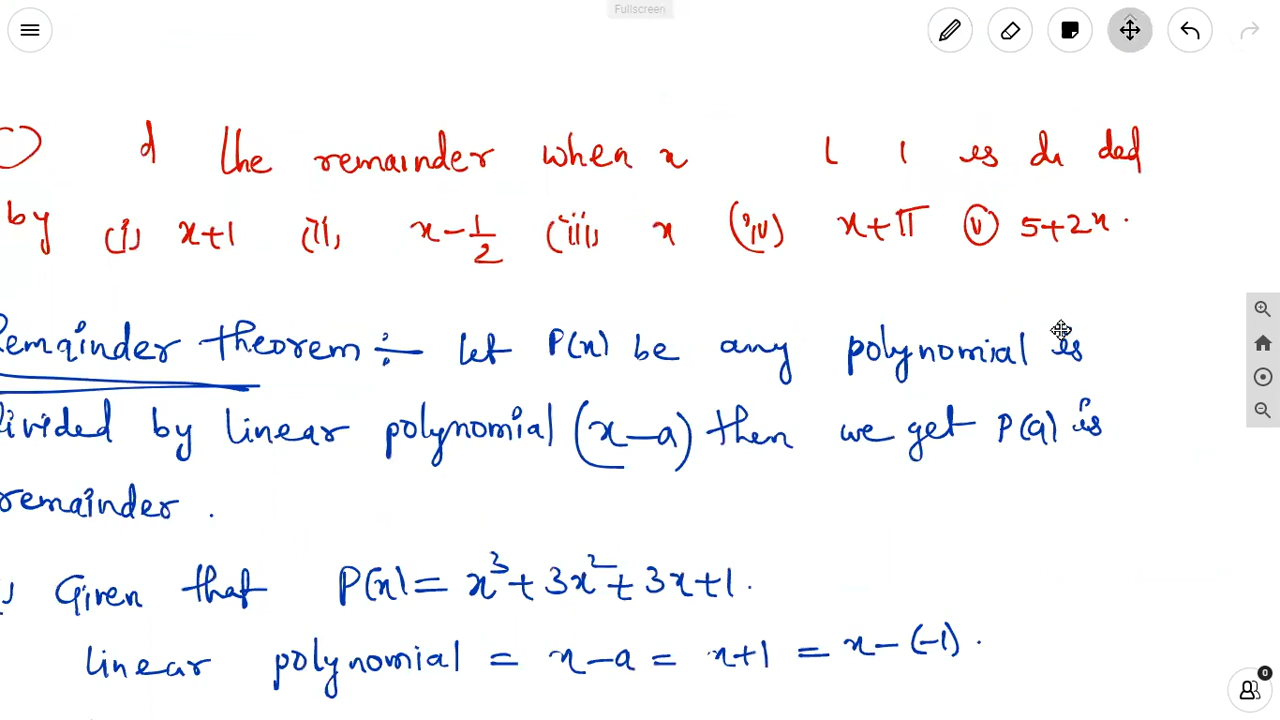 Fullscreen
the remainder when x is
by (i) x+1 (ii) x-1/2 (iii) x (iv) x+π (v) 5+2x.
Remainder theorem:- let P(x) be any polynomial is
divided by linear polynomial (x-a) then we get P(a) is
remainder.
Given that P(x) = x³+3x²+3x+1.
linear polynomial = x-a = x+1 = x-(-1).
0